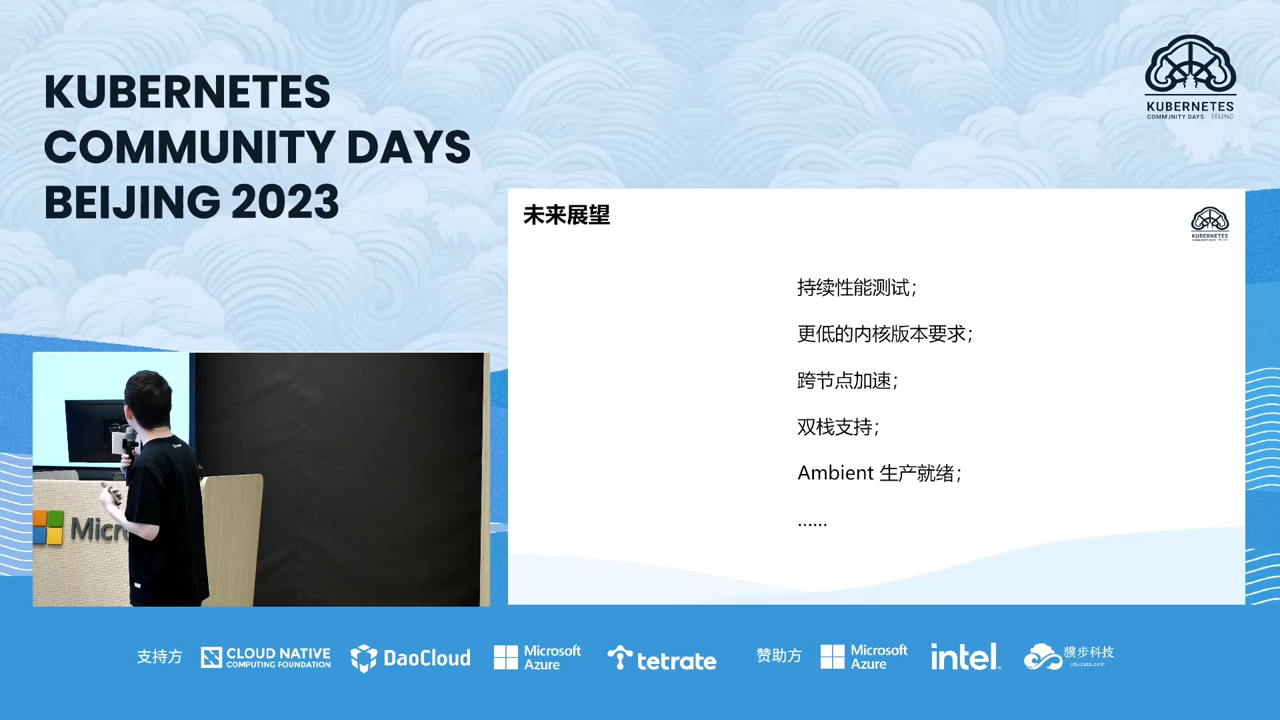 KUBERNETES
COMMUNITY DAYS
BEIJING 2023
KUBERNETES
COMMUNITY DAYS BEIJING
未来展望
持续性能测试；
更低的内核版本要求；
跨节点加速；
双栈支持；
Ambient 生产就绪；
......
Micr
支持方
CLOUD NATIVE
COMPUTING FOUNDATION
DaoCloud
Microsoft
Azure
tetrate
赞助方
Microsoft
Azure
intel.
骥步科技
jibudata.com